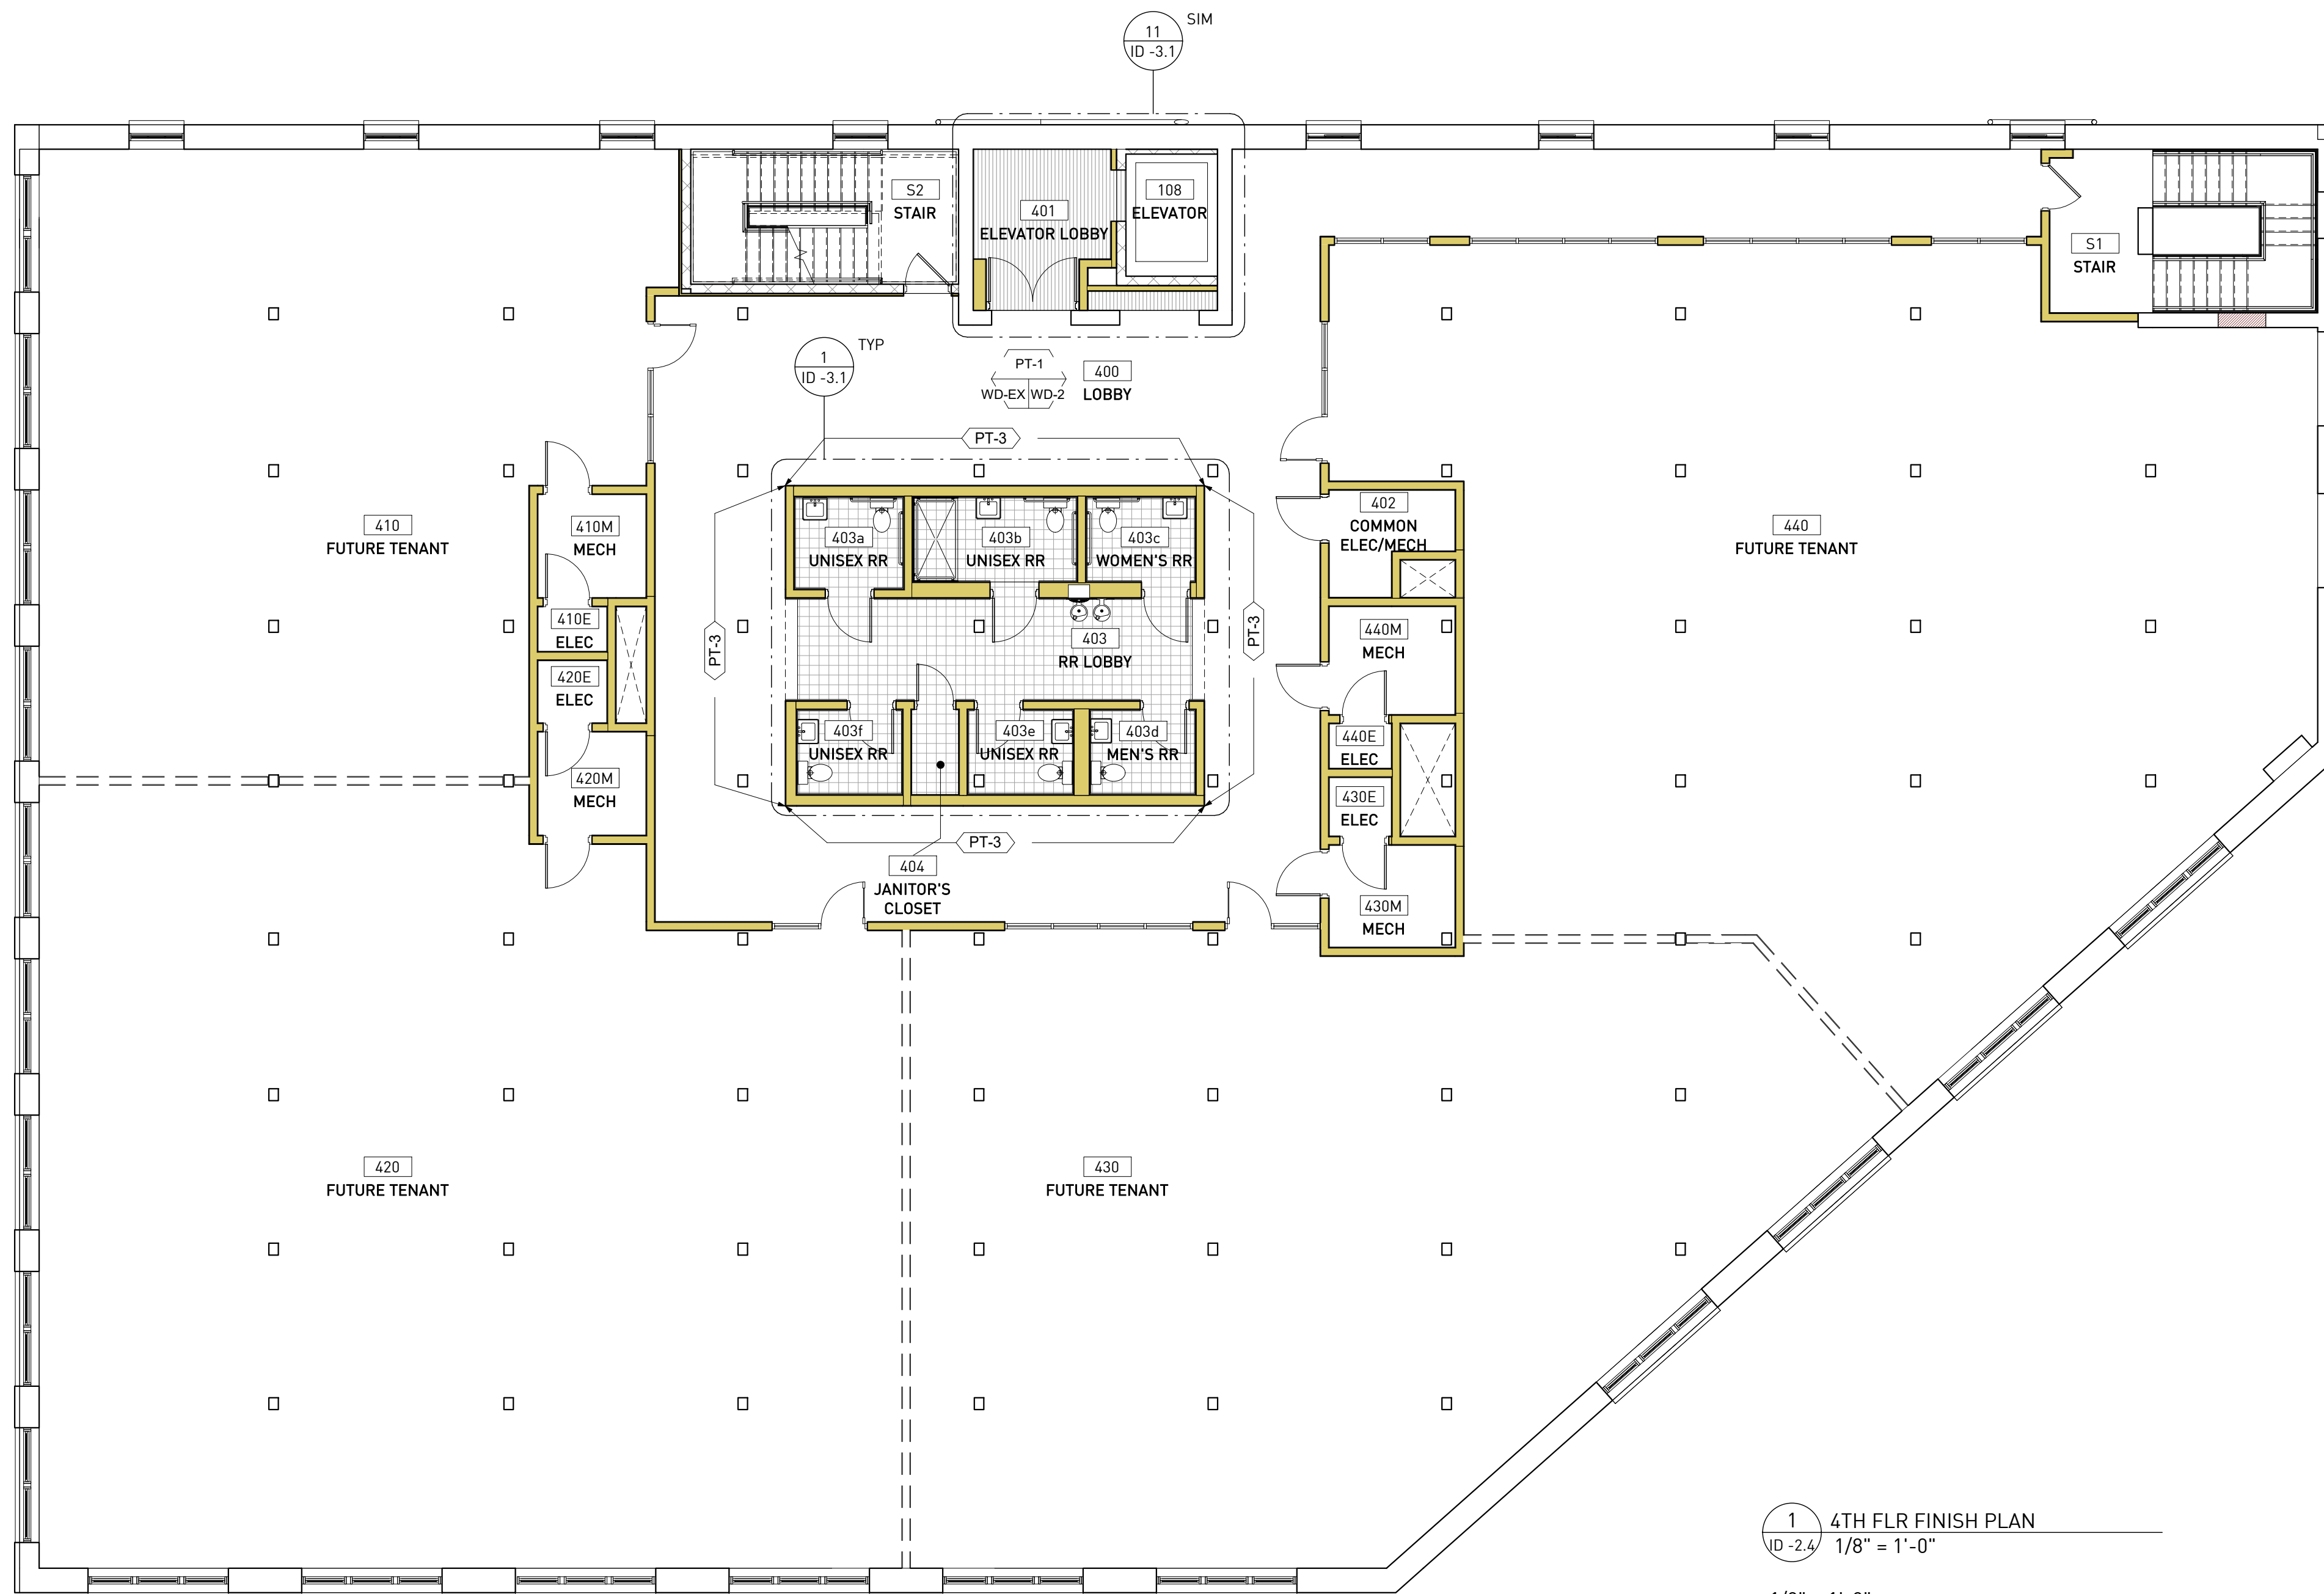 11
ID -3.1
SIM
S2
STAIR
401
ELEVATOR LOBBY
108
ELEVATOR
S1
STAIR
1
ID -3.1
TYP
PT-1
WD-EX
WD-2
400
LOBBY
PT-3
410
FUTURE TENANT
410M
MECH
403a
UNISEX RR
403b
UNISEX RR
403c
WOMEN'S RR
402
COMMON
ELEC/MECH
440
FUTURE TENANT
410E
ELEC
PT-3
403
RR LOBBY
PT-3
440M
MECH
420E
ELEC
403f
UNISEX RR
403e
UNISEX RR
403d
MEN'S RR
440E
ELEC
420M
MECH
430E
ELEC
PT-3
404
JANITOR'S
CLOSET
430M
MECH
420
FUTURE TENANT
430
FUTURE TENANT
1
ID -2.4
4TH FLR FINISH PLAN
1/8" = 1'-0"